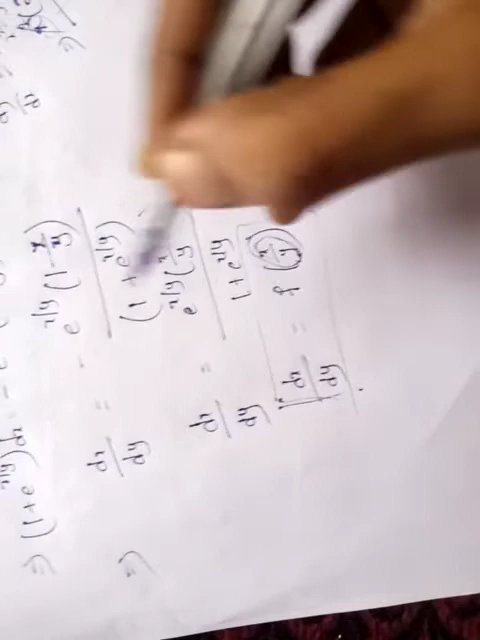 ⇒ (1+e^{x/y})dx = - e
⇒ dx/dy = - e^{x/y}(1-x/y)/(1+e^{x/y})
dx/dy = e^{x/y}(x/y)/1+e^{x/y}
dx/dy = f(x/y)